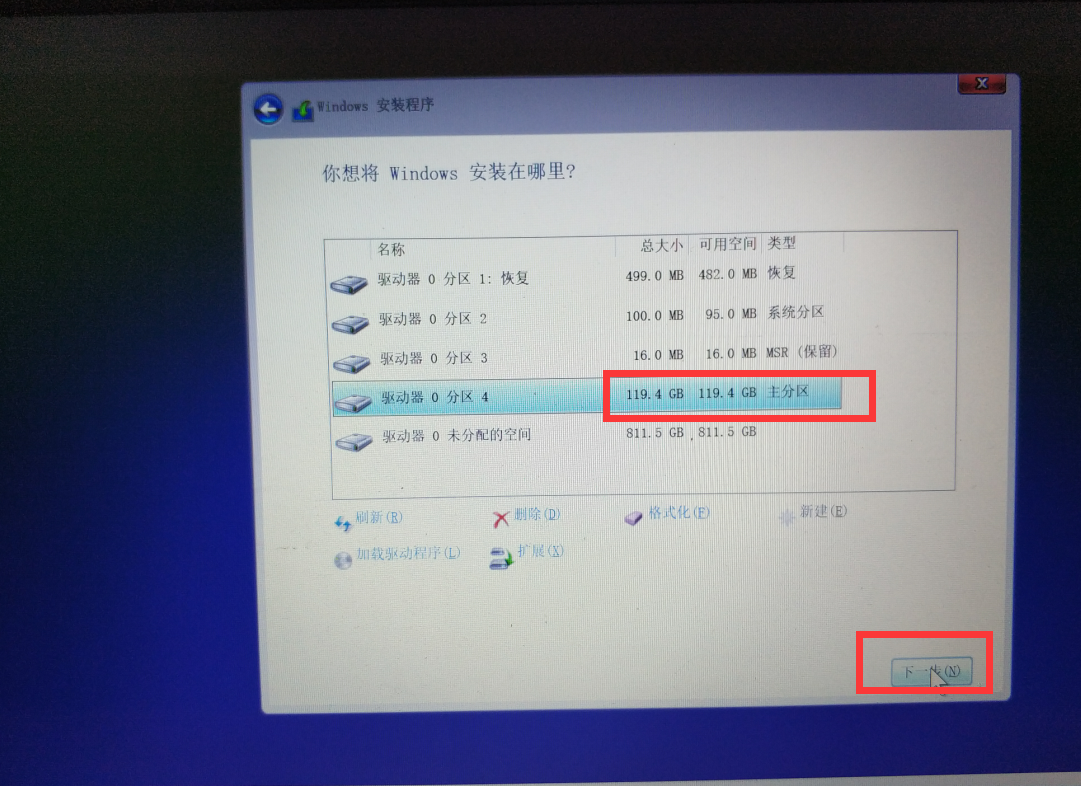 Windows 安装程序
你想将 Windows 安装在哪里?
名称 总大小 可用空间 类型
驱动器 0 分区 1: 恢复 499.0 MB 482.0 MB 恢复
驱动器 0 分区 2 100.0 MB 95.0 MB 系统分区
驱动器 0 分区 3 16.0 MB 16.0 MB MSR (保留)
驱动器 0 分区 4 119.4 GB 119.4 GB 主分区
驱动器 0 未分配的空间 811.5 GB 811.5 GB
刷新(R) 删除(D) 格式化(F) 新建(E)
加载驱动程序(L) 扩展(X)
下一步(N)